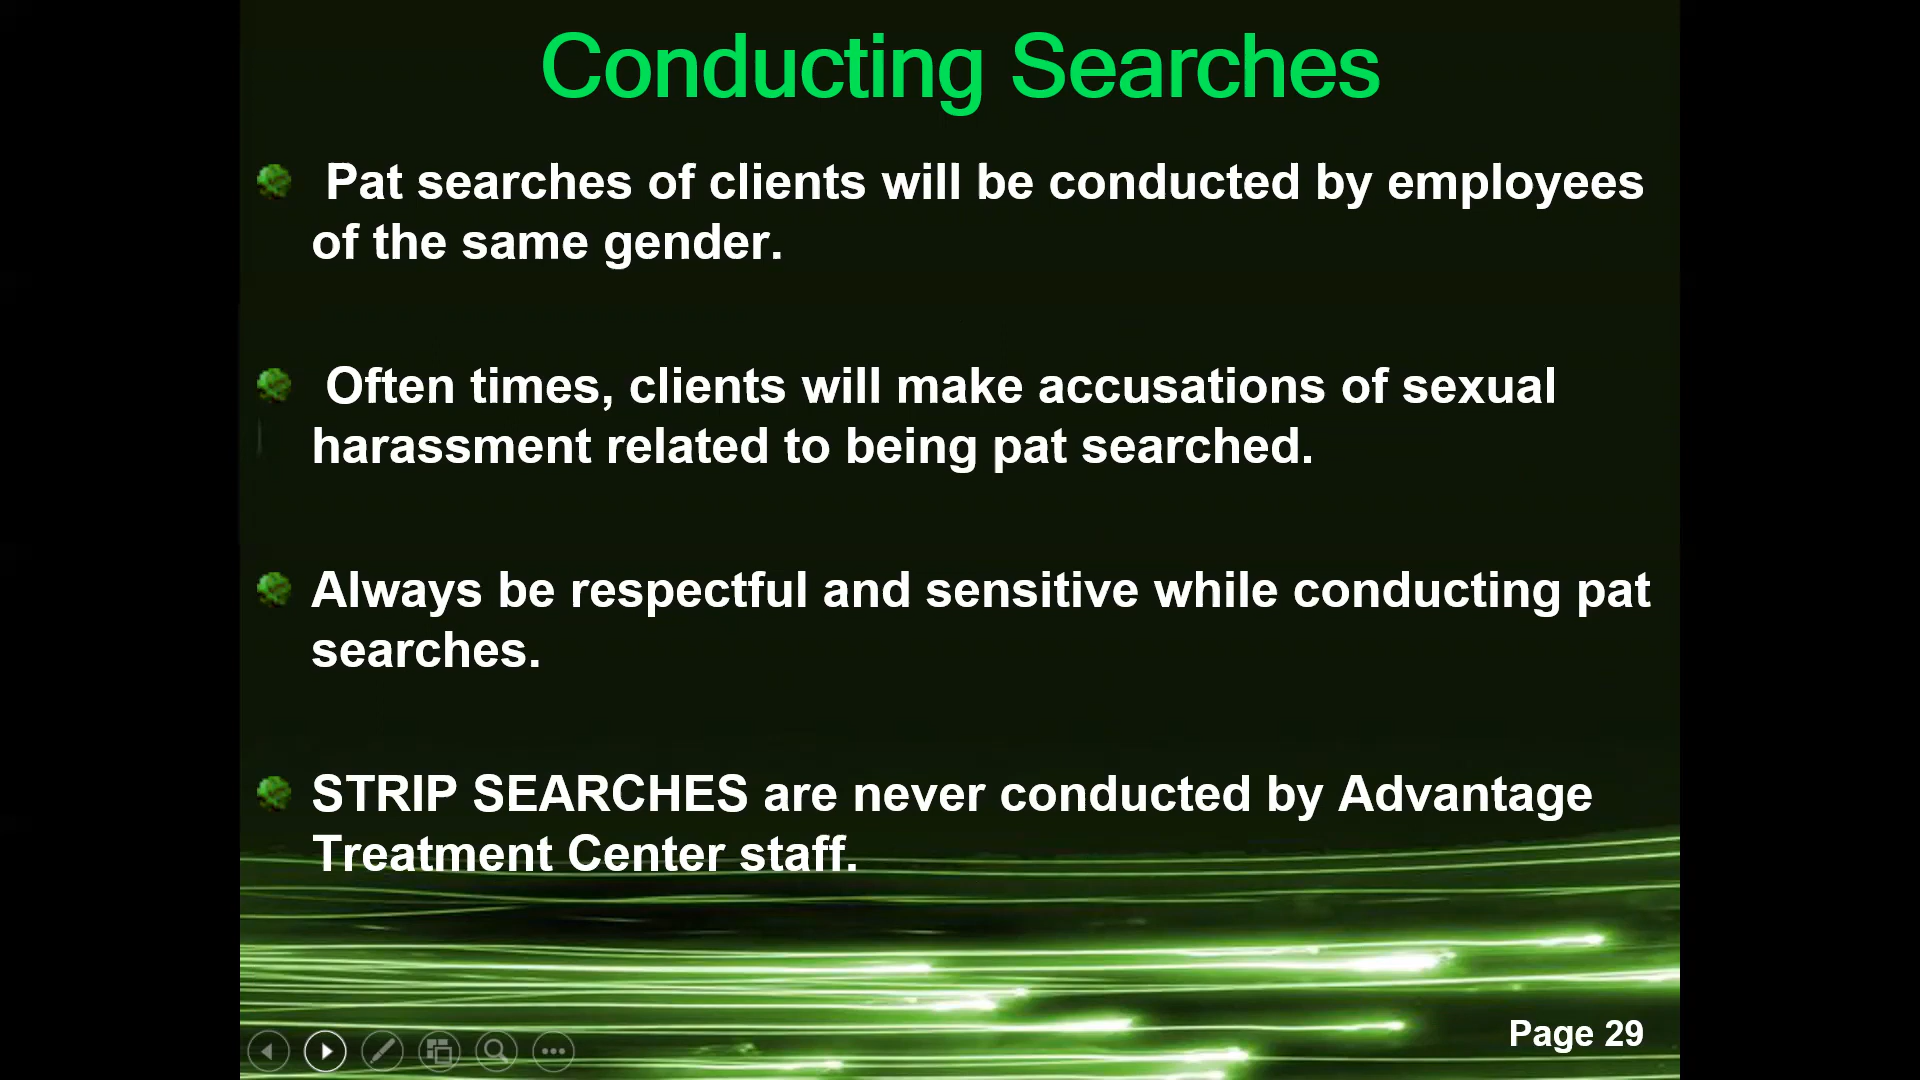 Conducting Searches
Pat searches of clients will be conducted by employees
of the same gender.
Often times, clients will make accusations of sexual
harassment related to being pat searched.
Always be respectful and sensitive while conducting pat
searches.
STRIP SEARCHES are never conducted by Advantage
Treatment Center staff.
Page 29